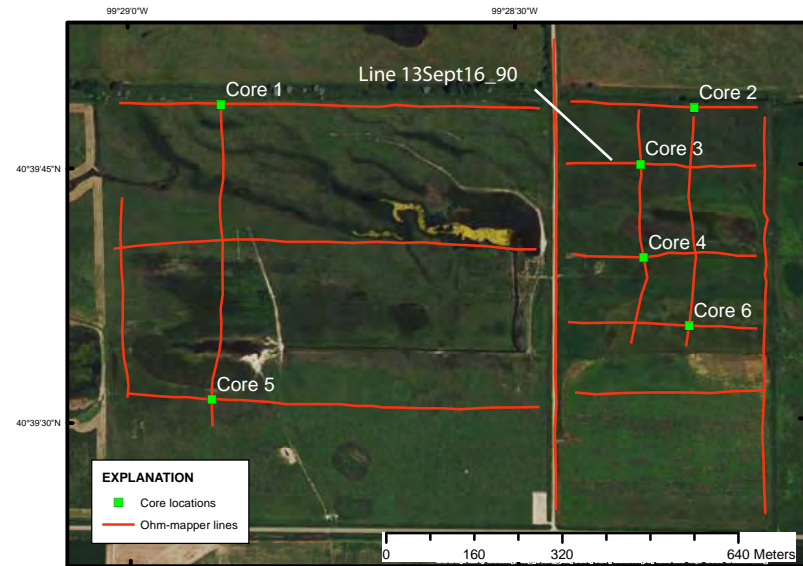 99°29'0"W
99°28'30"W
Line 13Sept16_90
Core 1
Core 2
Core 3
40°39'45"N
Core 4
Core 6
Core 5
40°39'30"N
EXPLANATION
Core locations
Ohm-mapper lines
0 160 320 640 Meters